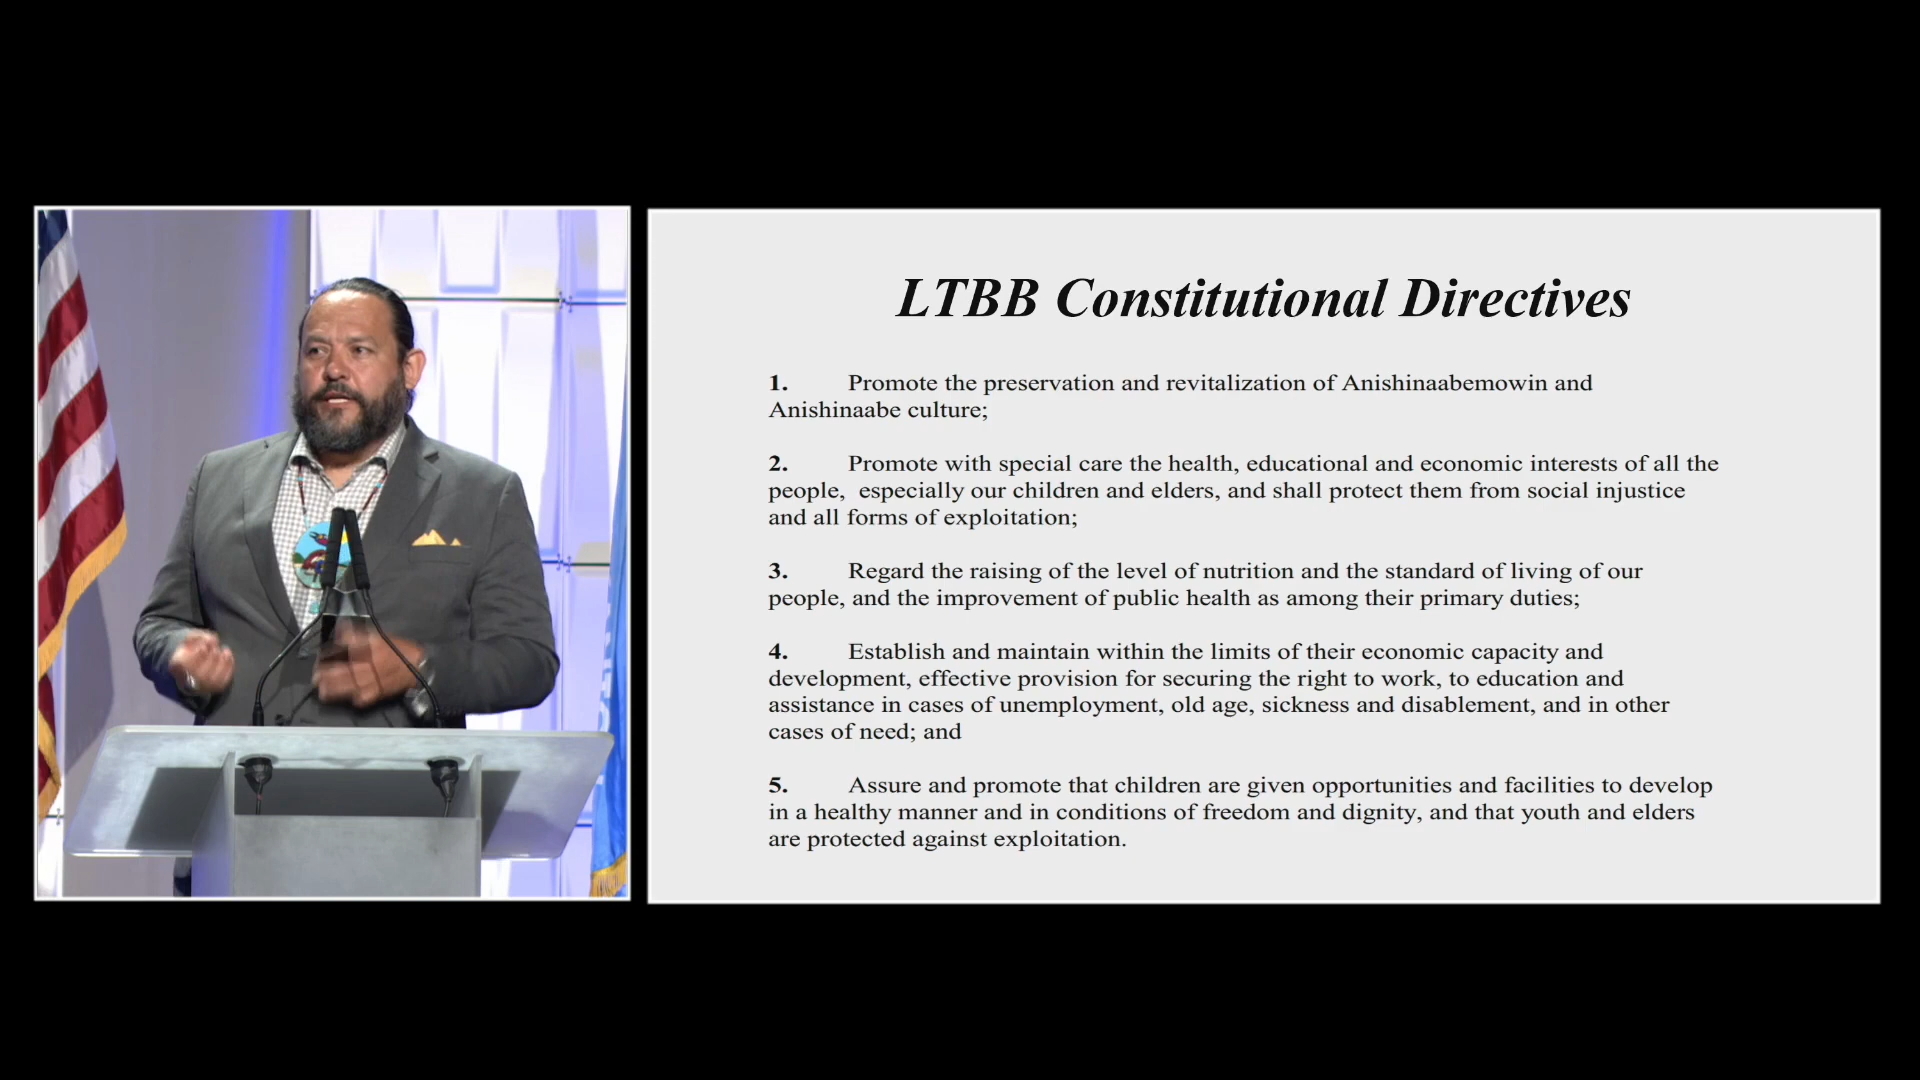 LTBB Constitutional Directives
1. Promote the preservation and revitalization of Anishinaabemowin and
Anishinaabe culture;
2. Promote with special care the health, educational and economic interests of all the
people, especially our children and elders, and shall protect them from social injustice
and all forms of exploitation;
3. Regard the raising of the level of nutrition and the standard of living of our
people, and the improvement of public health as among their primary duties;
4. Establish and maintain within the limits of their economic capacity and
development, effective provision for securing the right to work, to education and
assistance in cases of unemployment, old age, sickness and disablement, and in other
cases of need; and
5. Assure and promote that children are given opportunities and facilities to develop
in a healthy manner and in conditions of freedom and dignity, and that youth and elders
are protected against exploitation.